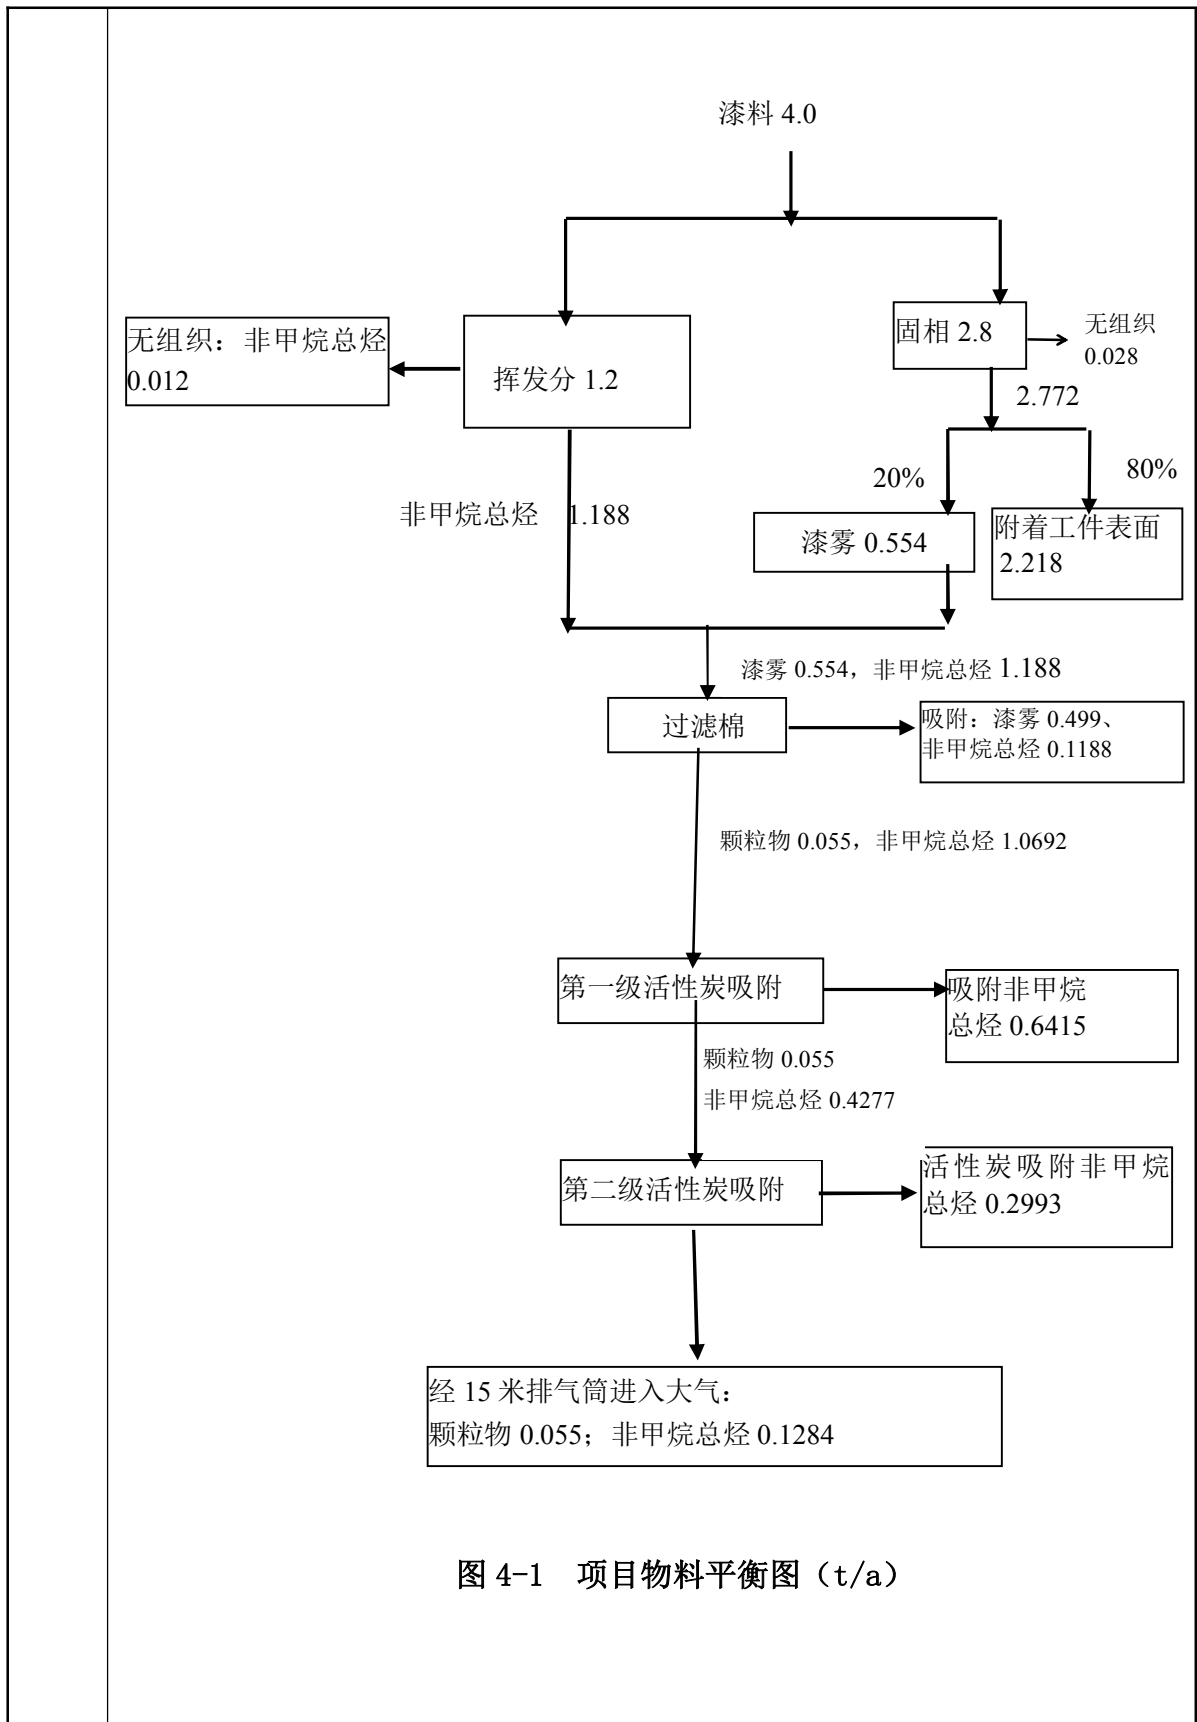 漆料 4.0
无组织：非甲烷总烃
0.012
挥发分 1.2
固相 2.8
无组织
0.028
2.772
20%
80%
非甲烷总烃 1.188
漆雾 0.554
附着工件表面
2.218
漆雾 0.554，非甲烷总烃 1.188
过滤棉
吸附：漆雾 0.499、
非甲烷总烃 0.1188
颗粒物 0.055，非甲烷总烃 1.0692
第一级活性炭吸附
吸附非甲烷
总烃 0.6415
颗粒物 0.055
非甲烷总烃 0.4277
第二级活性炭吸附
活性炭吸附非甲烷
总烃 0.2993
经 15 米排气筒进入大气：
颗粒物 0.055；非甲烷总烃 0.1284
图 4-1 项目物料平衡图（t/a）